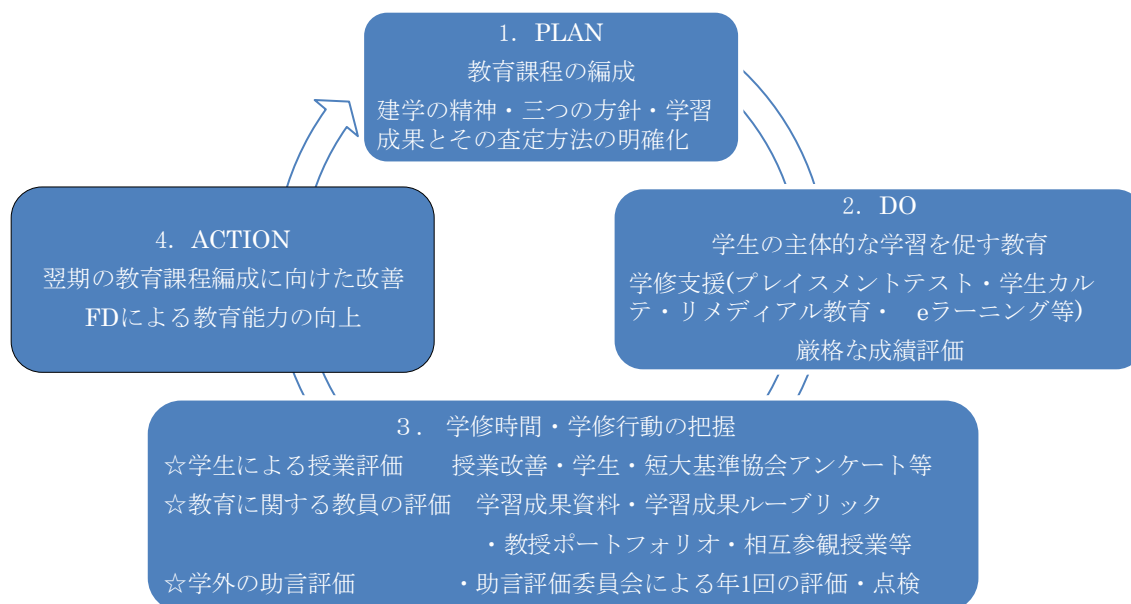 1. PLAN
教育課程の編成
建学の精神・三つの方針・学習
成果とその査定方法の明確化
2. DO
学生の主体的な学習を促す教育
学修支援(プレイスメントテスト・学生カル
テ・リメディアル教育・　eラーニング等)
厳格な成績評価
３.　学修時間・学修行動の把握
☆学生による授業評価　　授業改善・学生・短大基準協会アンケート等
☆教育に関する教員の評価　学習成果資料・学習成果ルーブリック
・教授ポートフォリオ・相互参観授業等
☆学外の助言評価　　　　・助言評価委員会による年1回の評価・点検
4. ACTION
翌期の教育課程編成に向けた改善
FDによる教育能力の向上